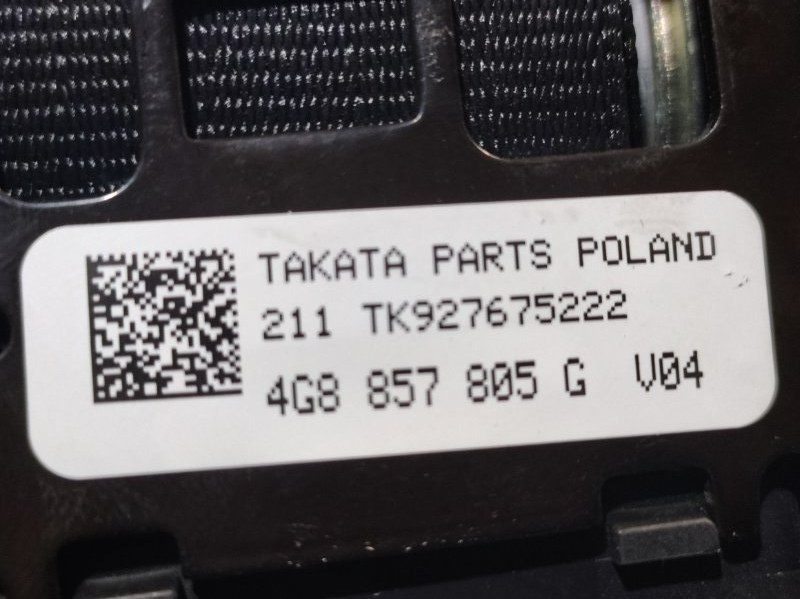 TAKATA PARTS POLAND
211 TK927675222
4G8 857 805 G V04